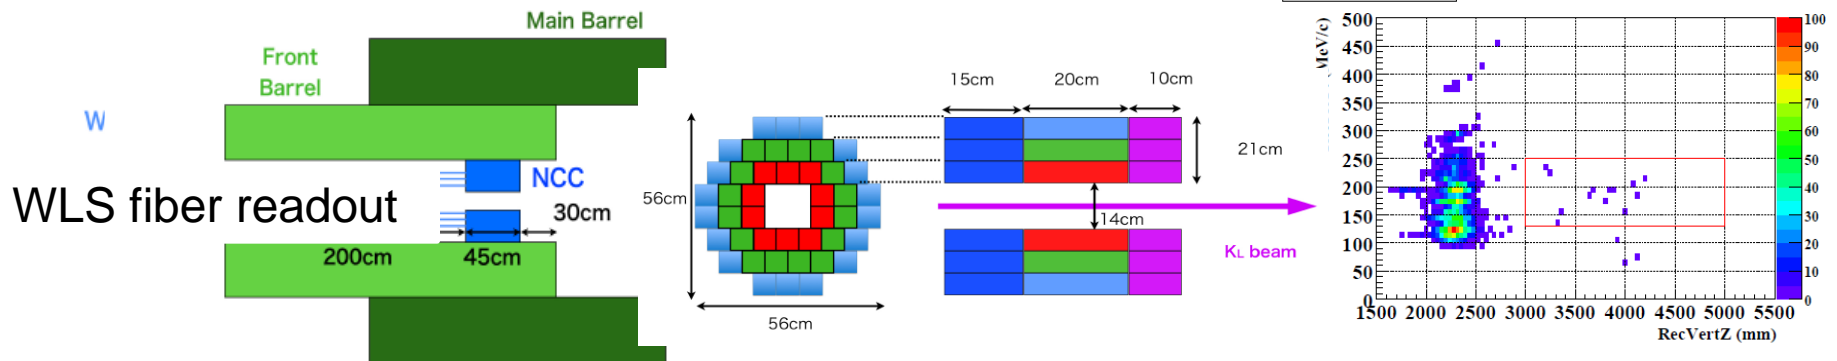 Main Barrel
Front
Barrel
W
WLS fiber readout
NCC
30cm
200cm
45cm
56cm
56cm
15cm
20cm
10cm
21cm
14cm
KL beam
MeV/c)
500
450
400
350
300
250
200
150
100
50
0
1500 2000 2500 3000 3500 4000 4500 5000 5500
RecVertZ (mm)
100
90
80
70
60
50
40
30
20
10
0